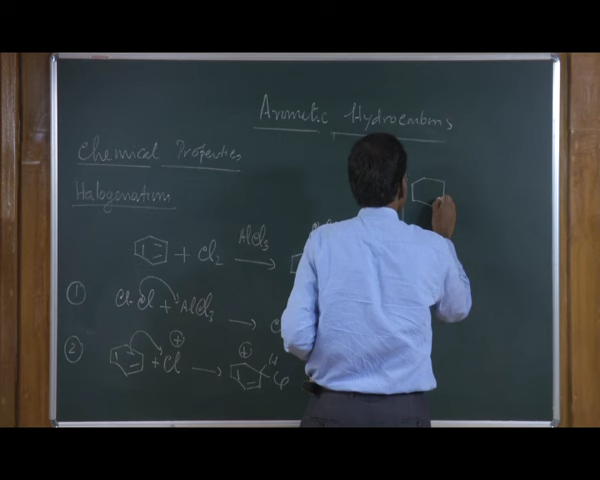 Aromatic Hydrocarbons
Chemical Properties
Halogenation
+ Cl2 AlCl3 →
① Cl-Cl + AlCl3 →
② + Cl⊕ → ⊕ H Cl